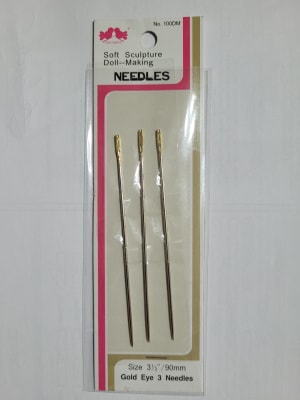 No. 100DM
Soft Sculpture
Doll--Making
NEEDLES
Size 3½"/90mm
Gold Eye 3 Needles